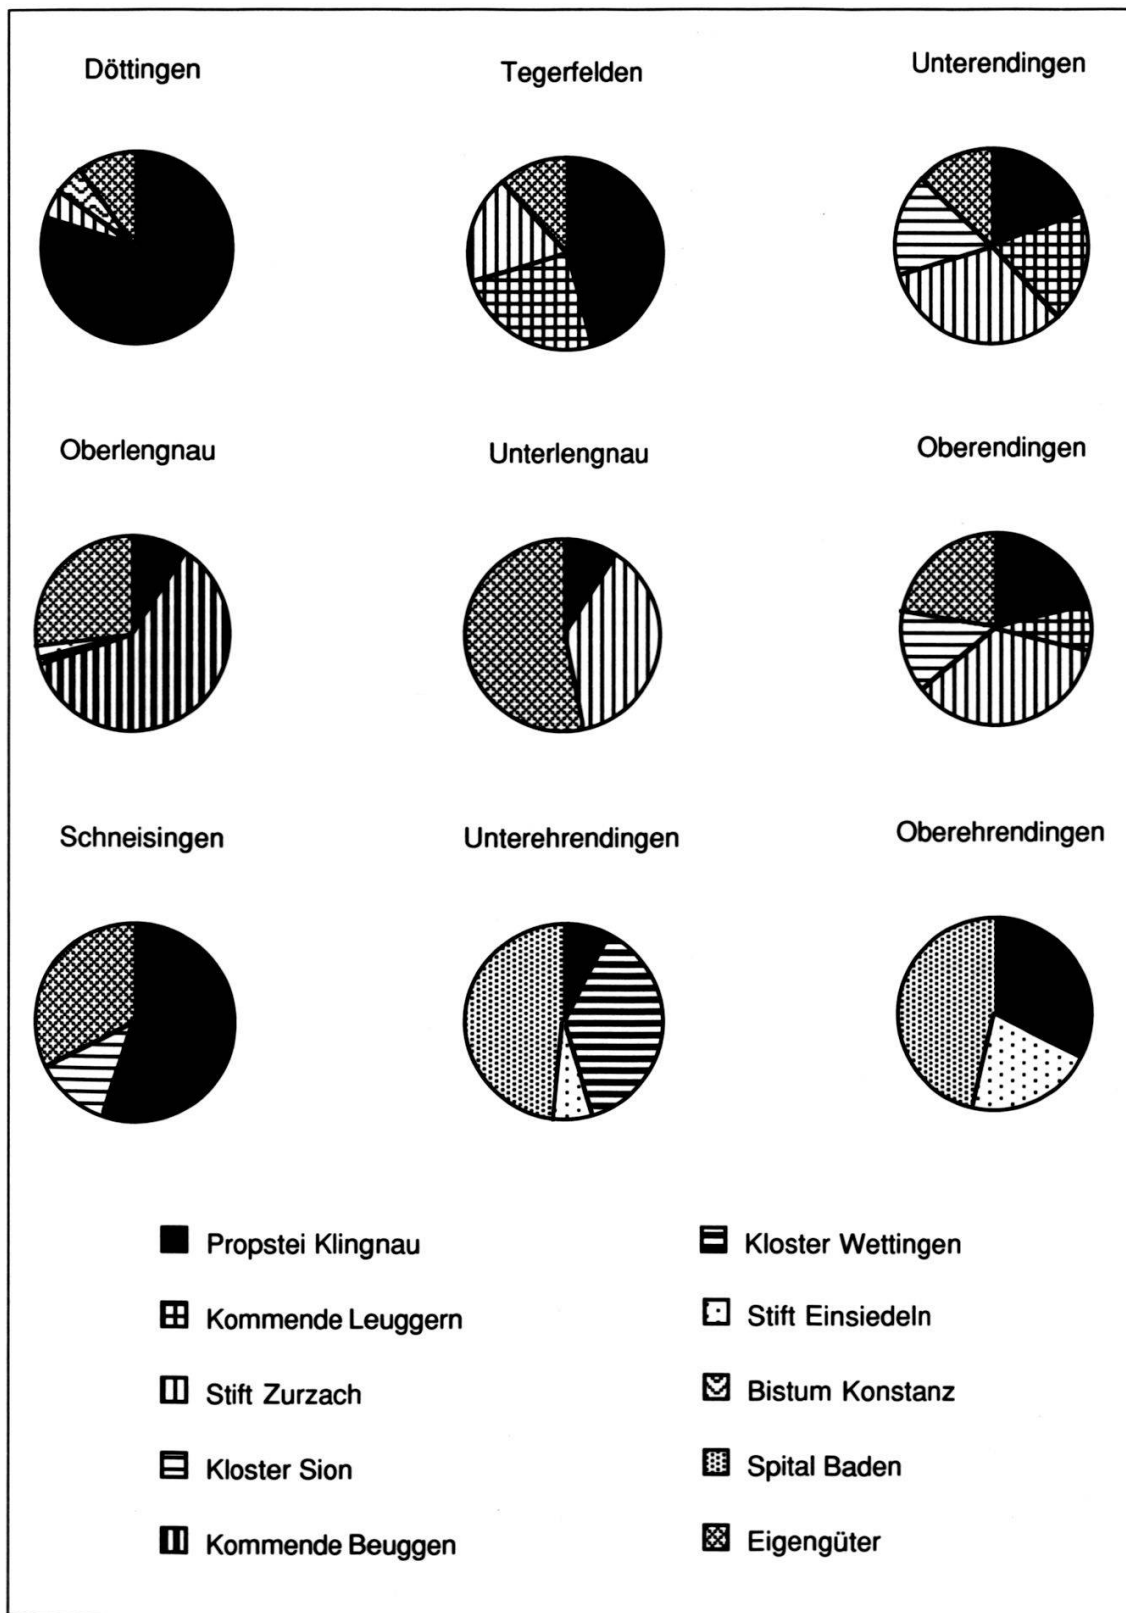 Döttingen
Tegerfelden
Unterendingen
Oberlengnau
Unterlengnau
Oberendingen
Schneisingen
Unterehrendingen
Oberehrendingen
Propstei Klingnau
Kommende Leuggern
Stift Zurzach
Kloster Sion
Kommende Beuggen
Kloster Wettingen
Stift Einsiedeln
Bistum Konstanz
Spital Baden
Eigengüter